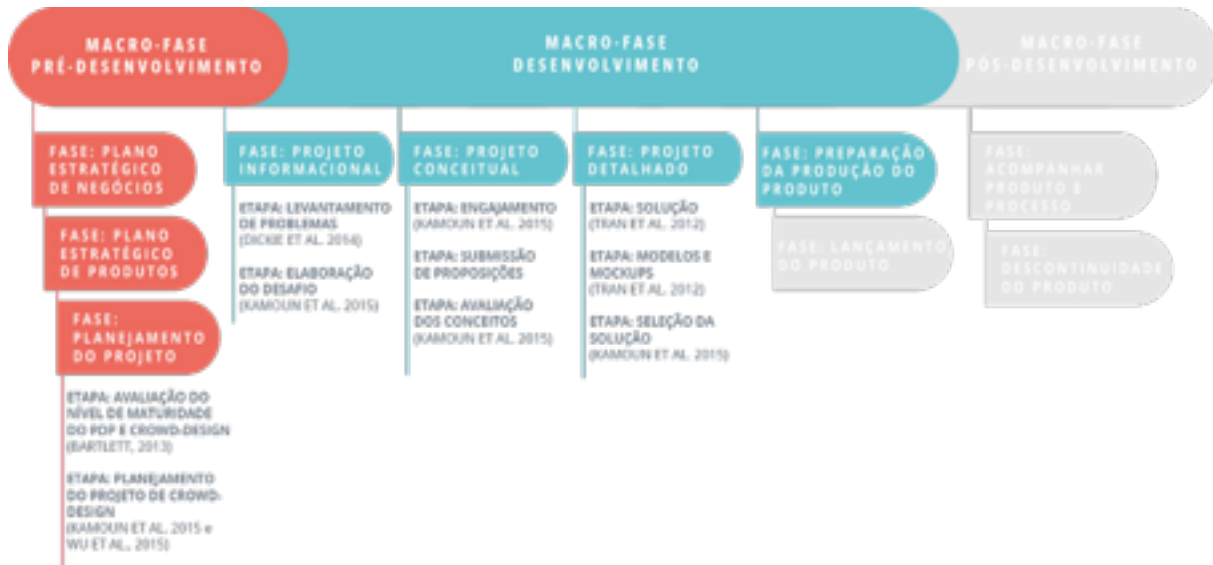 MACRO-FASE
PRÉ-DESENVOLVIMENTO
MACRO-FASE
DESENVOLVIMENTO
MACRO-FASE
PÓS-DESENVOLVIMENTO
FASE: PLANO
ESTRATÉGICO
DE NEGÓCIOS
FASE: PLANO
ESTRATÉGICO
DE PRODUTOS
FASE:
PLANEJAMENTO
DO PROJETO
ETAPA: AVALIAÇÃO DO
NÍVEL DE MATURIDADE
DO PDP E CROWD-DESIGN
(BARTLETT, 2013)
ETAPA: PLANEJAMENTO
DO PROJETO DE CROWD-
DESIGN
(KAMOUN ET AL. 2015 e
WU ET AL., 2015)
FASE: PROJETO
INFORMACIONAL
ETAPA: LEVANTAMENTO
DE PROBLEMAS
(DICKIE ET AL. 2014)
ETAPA: ELABORAÇÃO
DO DESAFIO
(KAMOUN ET AL. 2015)
FASE: PROJETO
CONCEITUAL
ETAPA: ENGAJAMENTO
(KAMOUN ET AL. 2015)
ETAPA: SUBMISSÃO
DE PROPOSIÇÕES
ETAPA: AVALIAÇÃO
DOS CONCEITOS
(KAMOUN ET AL. 2015)
FASE: PROJETO
DETALHADO
ETAPA: SOLUÇÃO
(TRAN ET AL. 2012)
ETAPA: MODELOS E
MOCKUPS
(TRAN ET AL. 2012)
ETAPA: SELEÇÃO DA
SOLUÇÃO
(KAMOUN ET AL. 2015)
FASE: PREPARAÇÃO
DA PRODUÇÃO DO
PRODUTO
FASE: LANÇAMENTO
DO PRODUTO
FASE:
ACOMPANHAR
PRODUTO E
PROCESSO
FASE:
DESCONTINUIDADE
DO PRODUTO